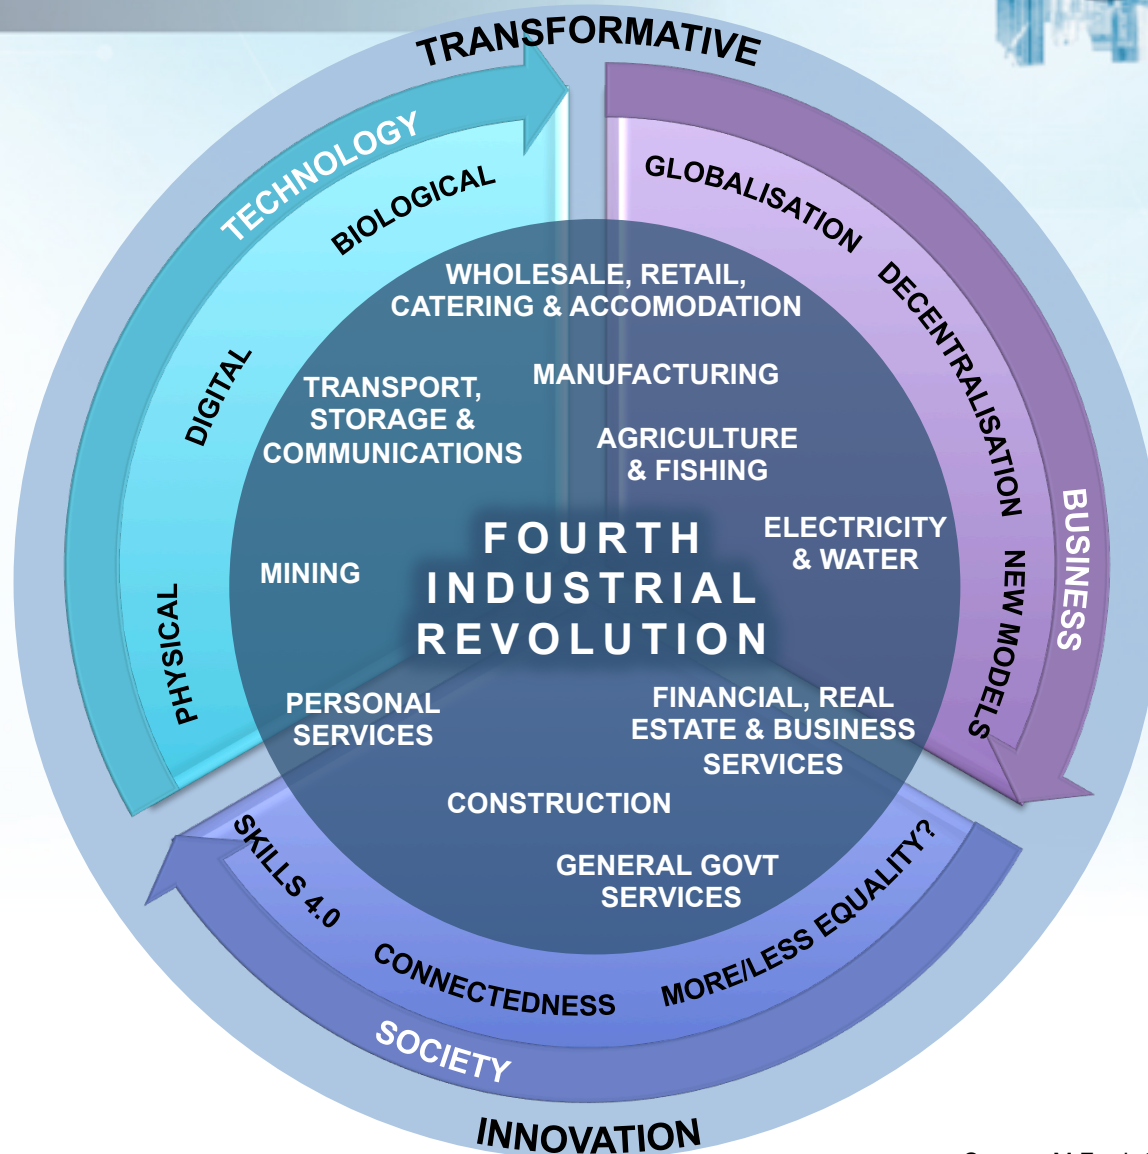 TRANSFORMATIVE
TECHNOLOGY
BIOLOGICAL
DIGITAL
PHYSICAL
GLOBALISATION
DECENTRALISATION
NEW MODELS
BUSINESS
WHOLESALE, RETAIL,
CATERING & ACCOMODATION
MANUFACTURING
TRANSPORT,
STORAGE &
COMMUNICATIONS
AGRICULTURE
& FISHING
ELECTRICITY
& WATER
MINING
FOURTH
INDUSTRIAL
REVOLUTION
PERSONAL
SERVICES
FINANCIAL, REAL
ESTATE & BUSINESS
SERVICES
CONSTRUCTION
GENERAL GOVT
SERVICES
SKILLS 4.0
CONNECTEDNESS
MORE/LESS EQUALITY?
SOCIETY
INNOVATION